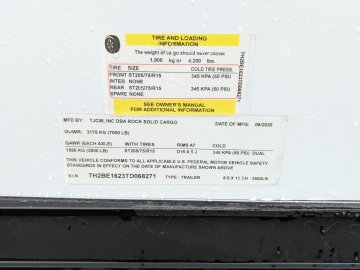 TIRE AND LOADING
INFORMATION
The weight of cargo should never exceed
1,905 kg or 4,200 lbs.
TIRE SIZE COLD TIRE PRESS.
FRONT ST205/75/R15 345 KPA (50 PSI)
INTER NONE
REAR ST205/75/R15 345 KPA (50 PSI)
SPARE NONE
SEE OWNER'S MANUAL
FOR ADDITIONAL INFORMATION
7H2BE1623TD068271
MFD BY: TJCW, INC DBA ROCK SOLID CARGO DATE OF MFG: 06/2025
GVWR: 3175 KG (7000 LB)
GAWR (EACH AXLE) WITH TIRES RIMS AT COLD
1588 KG (3500 LB) ST205/75/R15 D15 X 5 J 345 KPA (50 PSI) DUAL
THIS VEHICLE CONFORMS TO ALL APPLICABLE U.S. FEDERAL MOTOR VEHICLE SAFETY
STANDARDS IN EFFECT ON THE DATE OF MANUFACTURE SHOWN ABOVE
V.I.N 7H2BE1623TD068271 TYPE: TRAILER